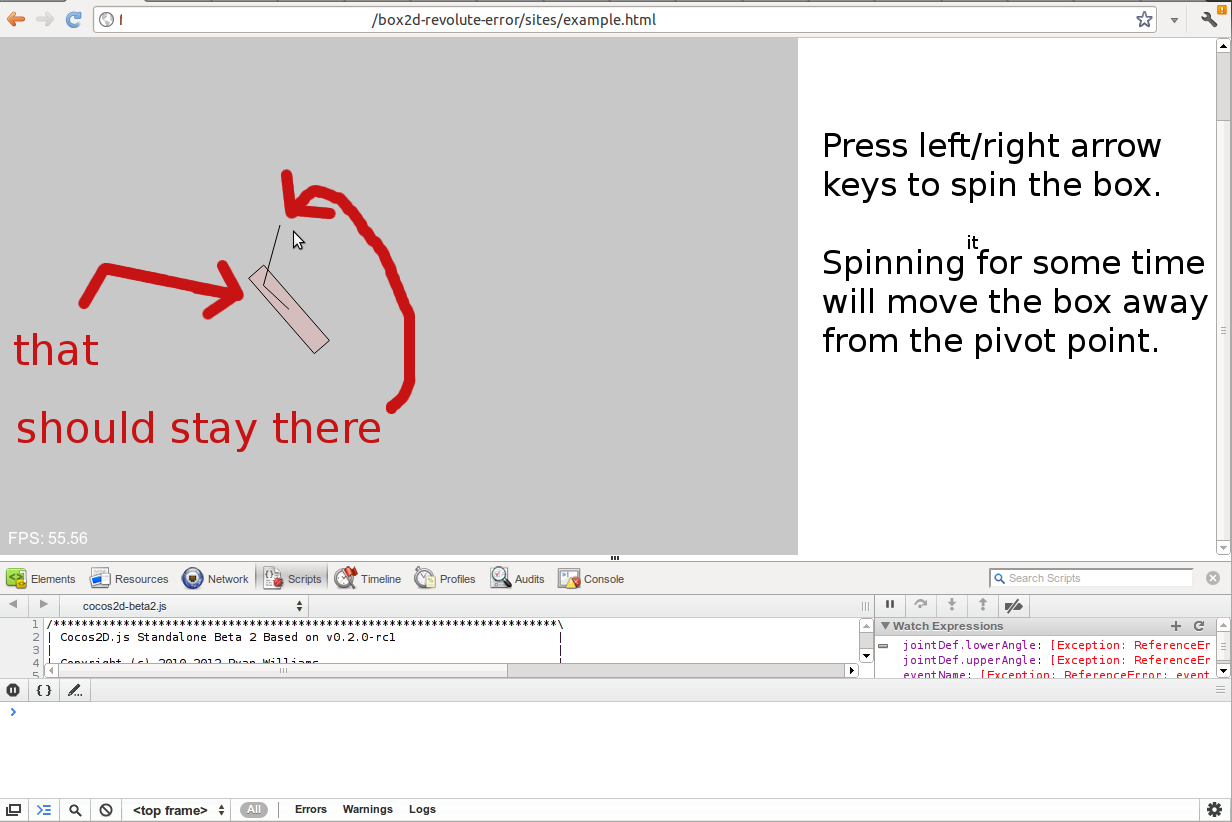 f /box2d-revolute-error/sites/example.html
Press left/right arrow
keys to spin the box.
it
Spinning for some time
will move the box away
from the pivot point.
that
should stay there
FPS: 55.56
Elements Resources Network Scripts Timeline Profiles Audits Console Search Scripts
cocos2d-beta2.js
1 /*****************************************************************************\
2 | Cocos2D.js Standalone Beta 2 Based on v0.2.0-rc1 |
3 | |
4 | Copyright (c) 2010-2012 Ryan Williams
5
Watch Expressions
jointDef.lowerAngle: [Exception: ReferenceEr
jointDef.upperAngle: [Exception: ReferenceEr
eventName: [Exception: ReferenceError: event
{ }
>
<top frame> All Errors Warnings Logs